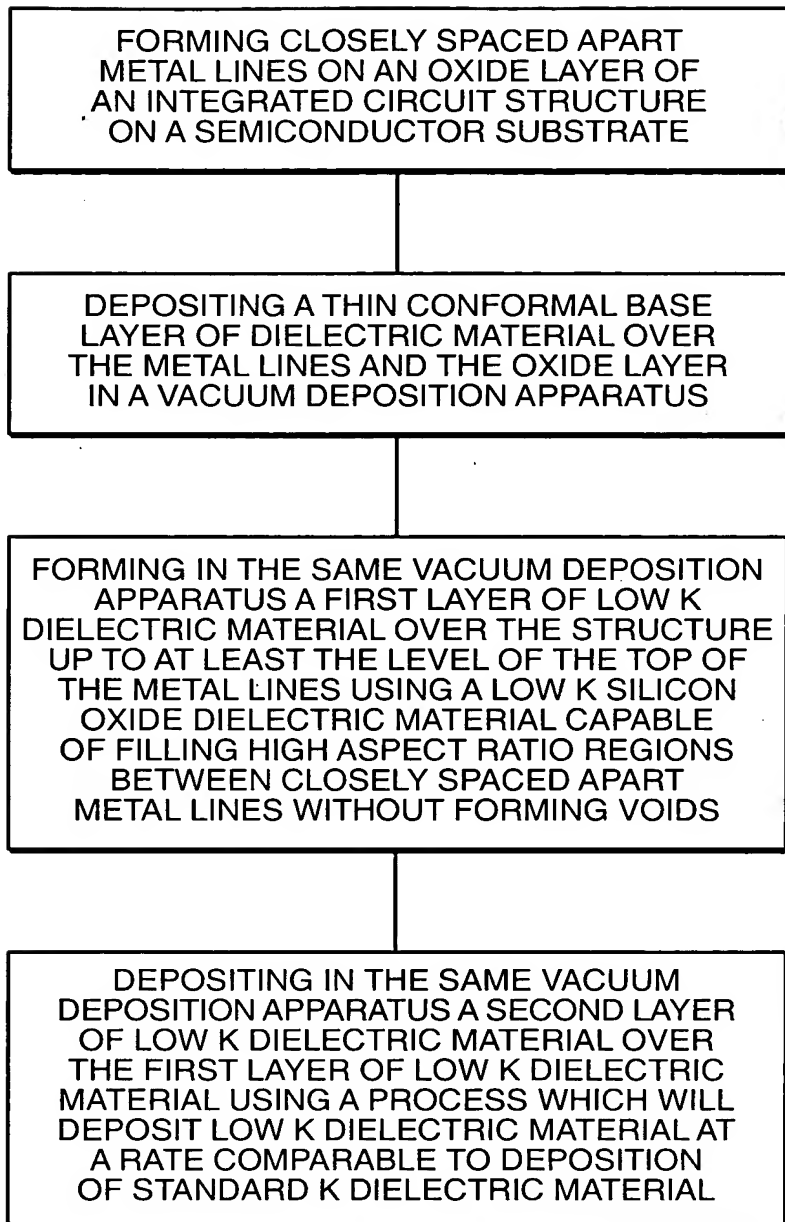 FORMING CLOSELY SPACED APART
METAL LINES ON AN OXIDE LAYER OF
AN INTEGRATED CIRCUIT STRUCTURE
ON A SEMICONDUCTOR SUBSTRATE
DEPOSITING A THIN CONFORMAL BASE
LAYER OF DIELECTRIC MATERIAL OVER
THE METAL LINES AND THE OXIDE LAYER
IN A VACUUM DEPOSITION APPARATUS
FORMING IN THE SAME VACUUM DEPOSITION
APPARATUS A FIRST LAYER OF LOW K
DIELECTRIC MATERIAL OVER THE STRUCTURE
UP TO AT LEAST THE LEVEL OF THE TOP OF
THE METAL LINES USING A LOW K SILICON
OXIDE DIELECTRIC MATERIAL CAPABLE
OF FILLING HIGH ASPECT RATIO REGIONS
BETWEEN CLOSELY SPACED APART
METAL LINES WITHOUT FORMING VOIDS
DEPOSITING IN THE SAME VACUUM
DEPOSITION APPARATUS A SECOND LAYER
OF LOW K DIELECTRIC MATERIAL OVER
THE FIRST LAYER OF LOW K DIELECTRIC
MATERIAL USING A PROCESS WHICH WILL
DEPOSIT LOW K DIELECTRIC MATERIAL AT
A RATE COMPARABLE TO DEPOSITION
OF STANDARD K DIELECTRIC MATERIAL